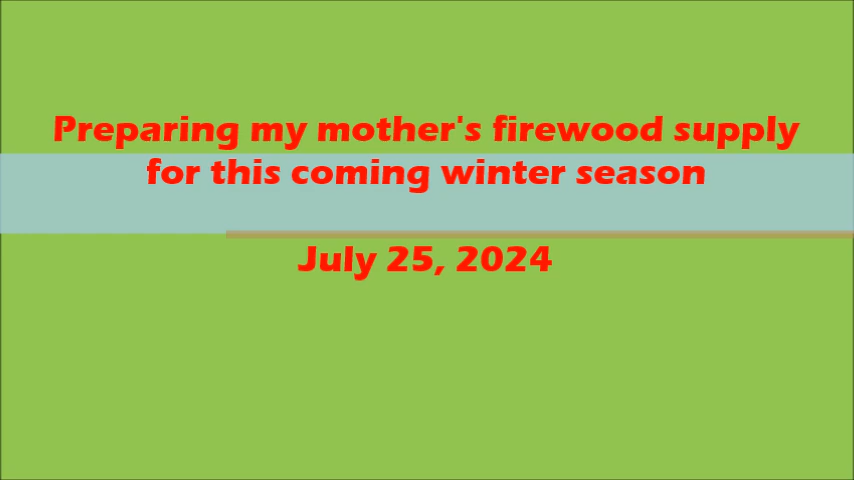 Preparing my mother's firewood supply
for this coming winter season
July 25, 2024